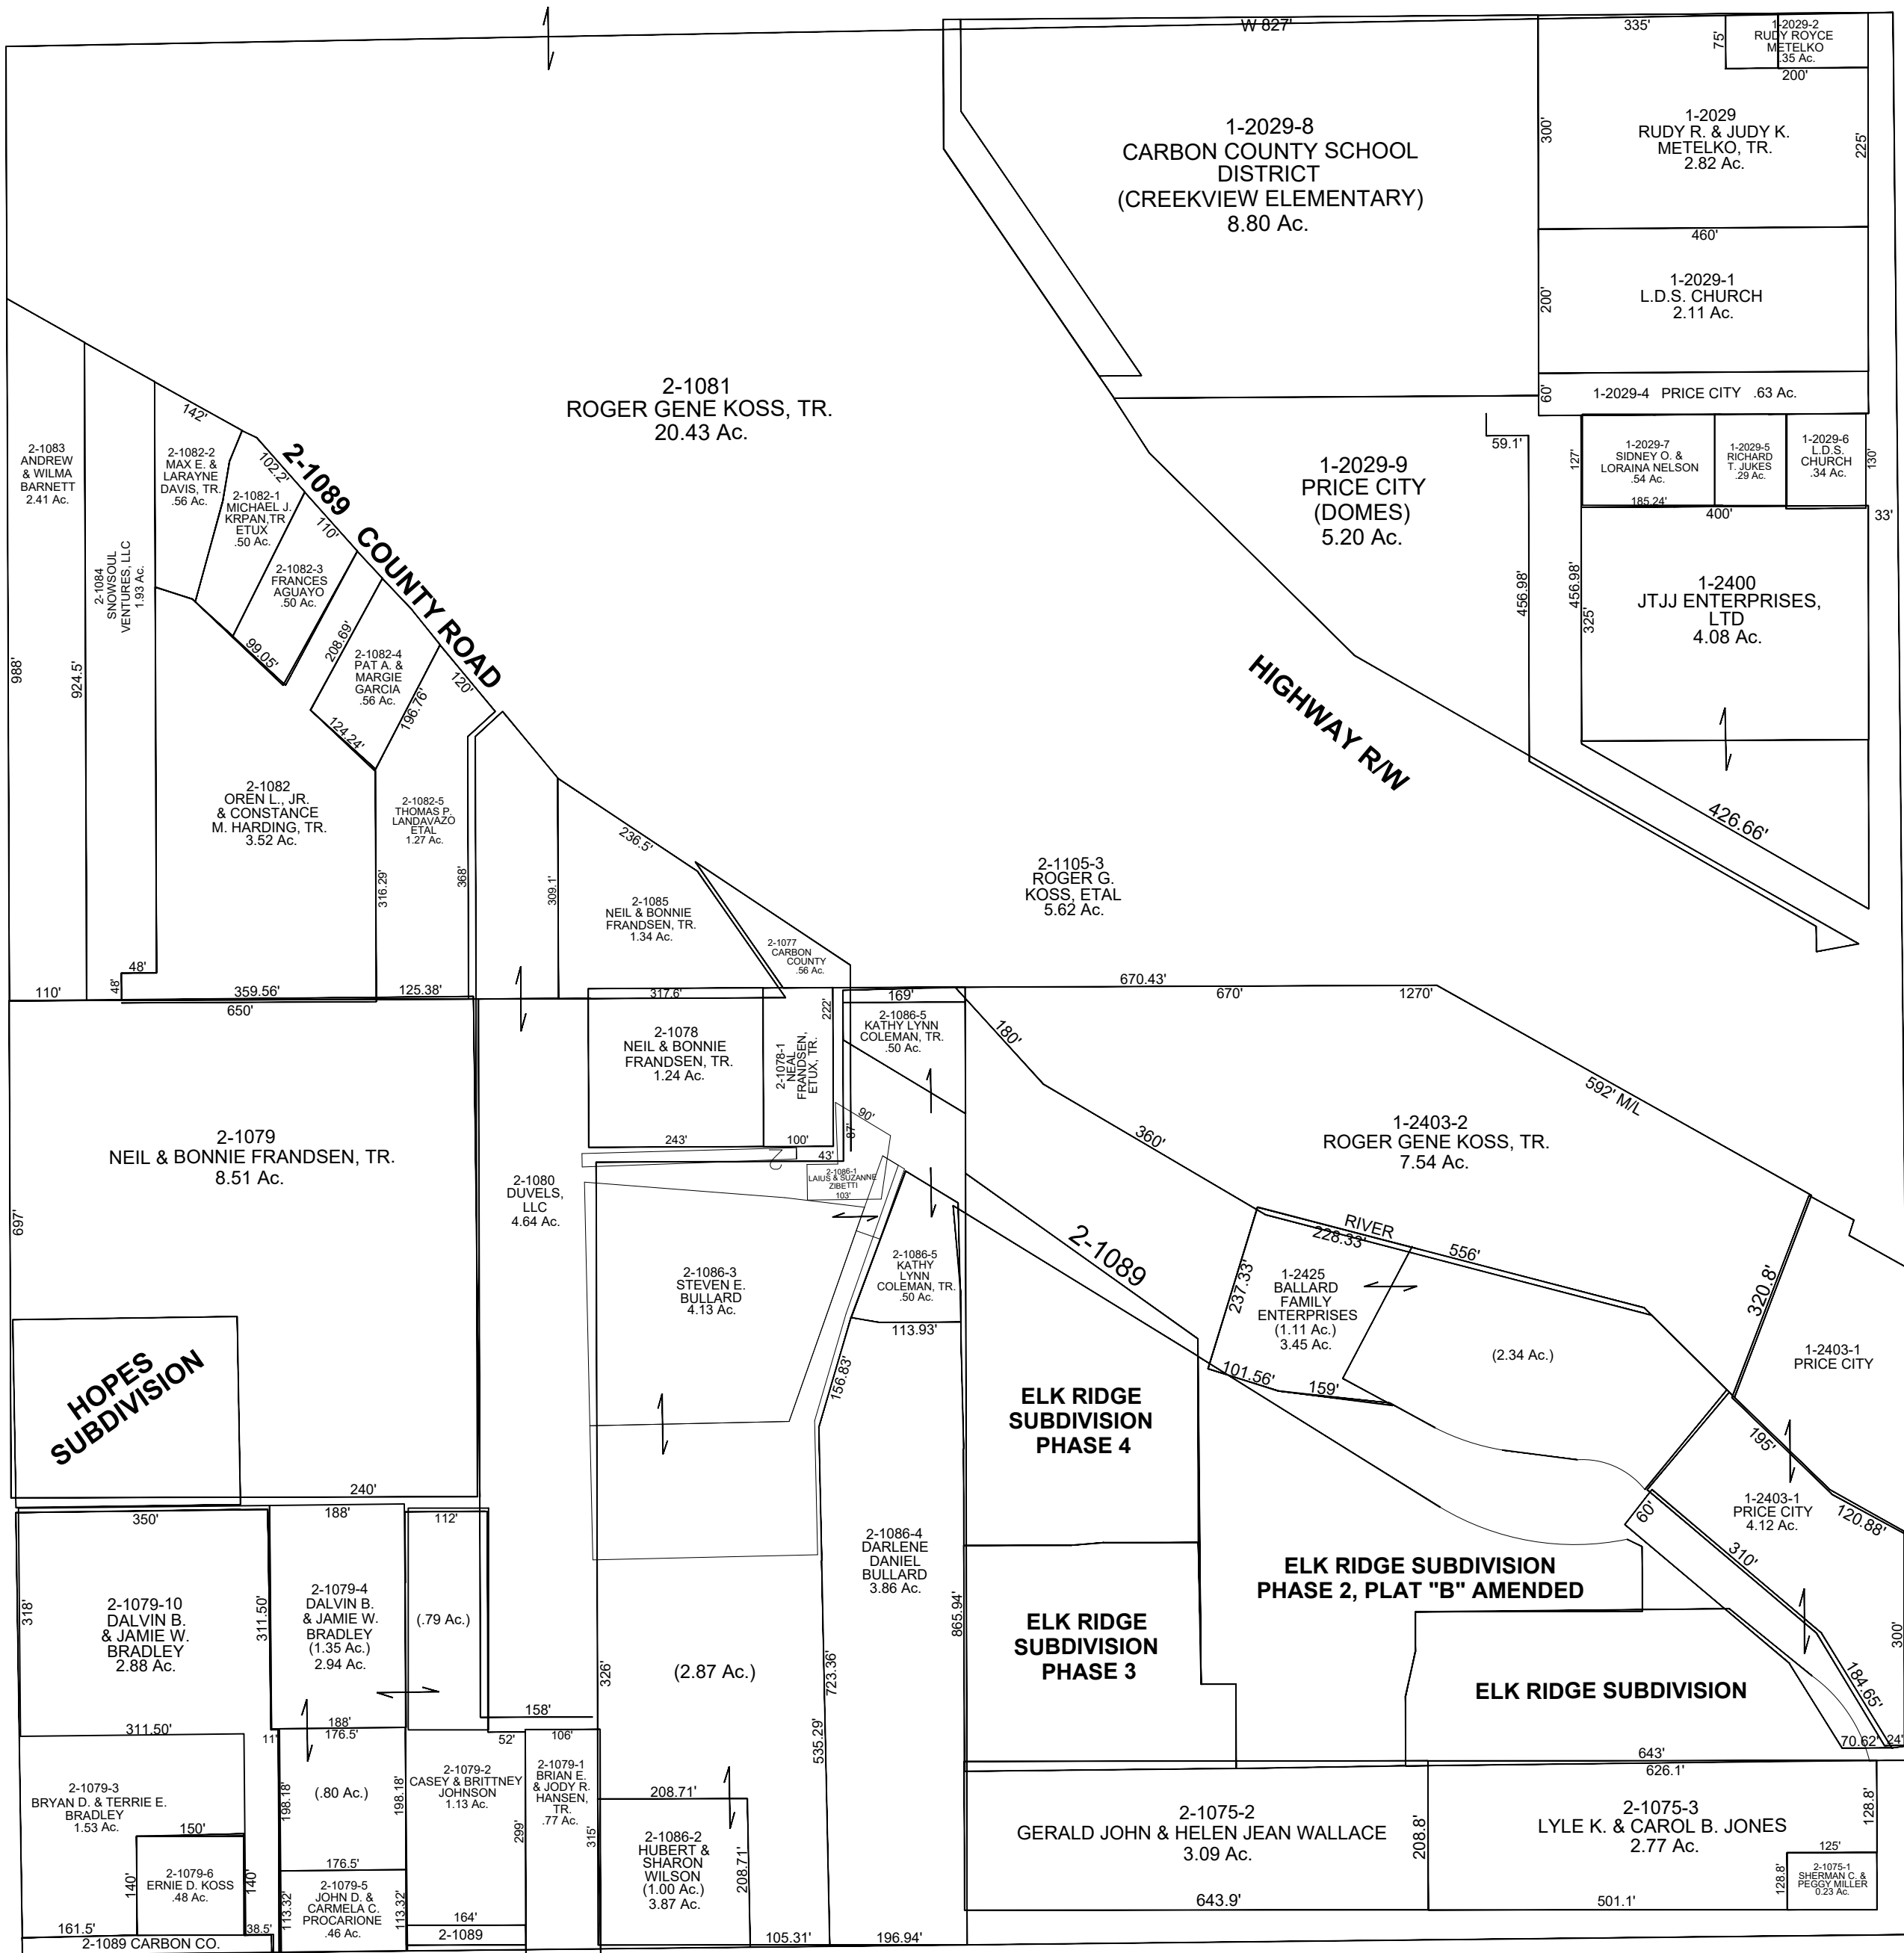 W 827'
335'
75'
1-2029-2
RUDY ROYCE
METELKO
.35 Ac.
200'
1-2029-8
CARBON COUNTY SCHOOL
DISTRICT
(CREEKVIEW ELEMENTARY)
8.80 Ac.
300'
1-2029
RUDY R. & JUDY K.
METELKO, TR.
2.82 Ac.
225'
460'
200'
1-2029-1
L.D.S. CHURCH
2.11 Ac.
60'
1-2029-4 PRICE CITY .63 Ac.
2-1081
ROGER GENE KOSS, TR.
20.43 Ac.
59.1'
1-2029-9
PRICE CITY
(DOMES)
5.20 Ac.
127'
1-2029-7
SIDNEY O. &
LORAINA NELSON
.54 Ac.
185.24'
1-2029-5
RICHARD
T. JUKES
.29 Ac.
1-2029-6
L.D.S.
CHURCH
.34 Ac.
130'
400'
33'
456.98'
456.98'
325'
1-2400
JTJJ ENTERPRISES,
LTD
4.08 Ac.
426.66'
HIGHWAY R/W
2-1083
ANDREW
& WILMA
BARNETT
2.41 Ac.
988'
924.5'
2-1084
SNOWSOUL
VENTURES, LLC
1.93 Ac.
142'
2-1082-2
MAX E. &
LARAYNE
DAVIS, TR.
.56 Ac.
102.2'
2-1082-1
MICHAEL J.
KRPAN,TR
ETUX
.50 Ac.
110'
2-1089 COUNTY ROAD
2-1082-3
FRANCES
AGUAYO
.50 Ac.
99.05'
208.69'
2-1082-4
PAT A. &
MARGIE
GARCIA
.56 Ac.
120'
196.76'
124.24'
2-1082
OREN L., JR.
& CONSTANCE
M. HARDING, TR.
3.52 Ac.
2-1082-5
THOMAS P.
LANDAVAZO
ETAL
1.27 Ac.
316.29'
368'
309.1'
236.5'
2-1085
NEIL & BONNIE
FRANDSEN, TR.
1.34 Ac.
2-1077
CARBON
COUNTY
.56 Ac.
2-1105-3
ROGER G.
KOSS, ETAL
5.62 Ac.
48'
48'
110'
359.56'
125.38'
650'
317.6'
670.43'
670'
1270'
222'
169'
2-1086-5
KATHY LYNN
COLEMAN, TR.
.50 Ac.
180'
2-1078
NEIL & BONNIE
FRANDSEN, TR.
1.24 Ac.
2-1078-1
NEAL
FRANDSEN,
ETUX, TR.
592' M/L
360'
1-2403-2
ROGER GENE KOSS, TR.
7.54 Ac.
2-1079
NEIL & BONNIE FRANDSEN, TR.
8.51 Ac.
697'
2-1080
DUVELS,
LLC
4.64 Ac.
243'
100'
90'
87'
43'
2-1086-1
LAIUS & SUZANNE
ZIBETTI
103'
2-1086-3
STEVEN E.
BULLARD
4.13 Ac.
2-1086-5
KATHY
LYNN
COLEMAN, TR.
.50 Ac.
113.93'
156.83'
2-1089
RIVER
228.33'
556'
237.33'
1-2425
BALLARD
FAMILY
ENTERPRISES
(1.11 Ac.)
3.45 Ac.
(2.34 Ac.)
320.8'
1-2403-1
PRICE CITY
101.56'
159'
HOPES
SUBDIVISION
240'
ELK RIDGE
SUBDIVISION
PHASE 4
195'
1-2403-1
PRICE CITY
4.12 Ac.
120.88'
60'
310'
350'
188'
112'
318'
2-1079-10
DALVIN B.
& JAMIE W.
BRADLEY
2.88 Ac.
311.50'
2-1079-4
DALVIN B.
& JAMIE W.
BRADLEY
(1.35 Ac.)
2.94 Ac.
(.79 Ac.)
2-1086-4
DARLENE
DANIEL
BULLARD
3.86 Ac.
ELK RIDGE SUBDIVISION
PHASE 2, PLAT "B" AMENDED
865.94'
ELK RIDGE
SUBDIVISION
PHASE 3
300'
326'
(2.87 Ac.)
723.36'
ELK RIDGE SUBDIVISION
184.65'
158'
311.50'
11'
188'
176.5'
52'
106'
535.29'
70.62'
24'
643'
626.1'
2-1079-3
BRYAN D. & TERRIE E.
BRADLEY
1.53 Ac.
198.18'
(.80 Ac.)
198.18'
2-1079-2
CASEY & BRITTNEY
JOHNSON
1.13 Ac.
2-1079-1
BRIAN E.
& JODY R.
HANSEN,
TR.
.77 Ac.
299'
315'
208.71'
2-1086-2
HUBERT &
SHARON
WILSON
(1.00 Ac.)
3.87 Ac.
208.71'
2-1075-2
GERALD JOHN & HELEN JEAN WALLACE
3.09 Ac.
208.8'
2-1075-3
LYLE K. & CAROL B. JONES
2.77 Ac.
128.8'
150'
140'
2-1079-6
ERNIE D. KOSS
.48 Ac.
140'
176.5'
2-1079-5
JOHN D. &
CARMELA C.
PROCARIONE
.46 Ac.
113.32'
113.32'
125'
128.8'
2-1075-1
SHERMAN C. &
PEGGY MILLER
0.23 Ac.
643.9'
501.1'
161.5'
38.5'
164'
2-1089
105.31'
196.94'
2-1089 CARBON CO.